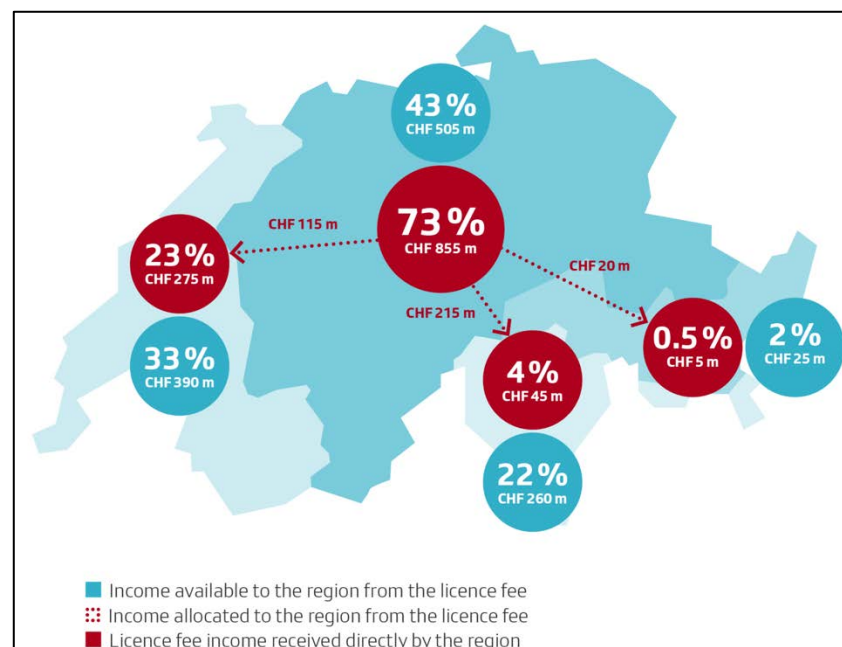 43 %
CHF 505 m
73 %
CHF 855 m
CHF 115 m
23 %
CHF 275 m
CHF 20 m
CHF 215 m
33 %
CHF 390 m
4 %
CHF 45 m
0.5 %
CHF 5 m
2 %
CHF 25 m
22 %
CHF 260 m
Income available to the region from the licence fee
Income allocated to the region from the licence fee
Licence fee income received directly by the region